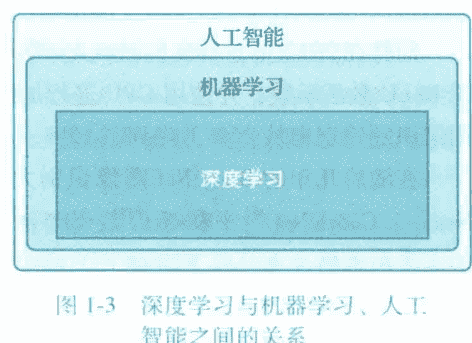 人工智能
机器学习
深度学习
图 1-3 深度学习与机器学习、人工
智能之间的关系